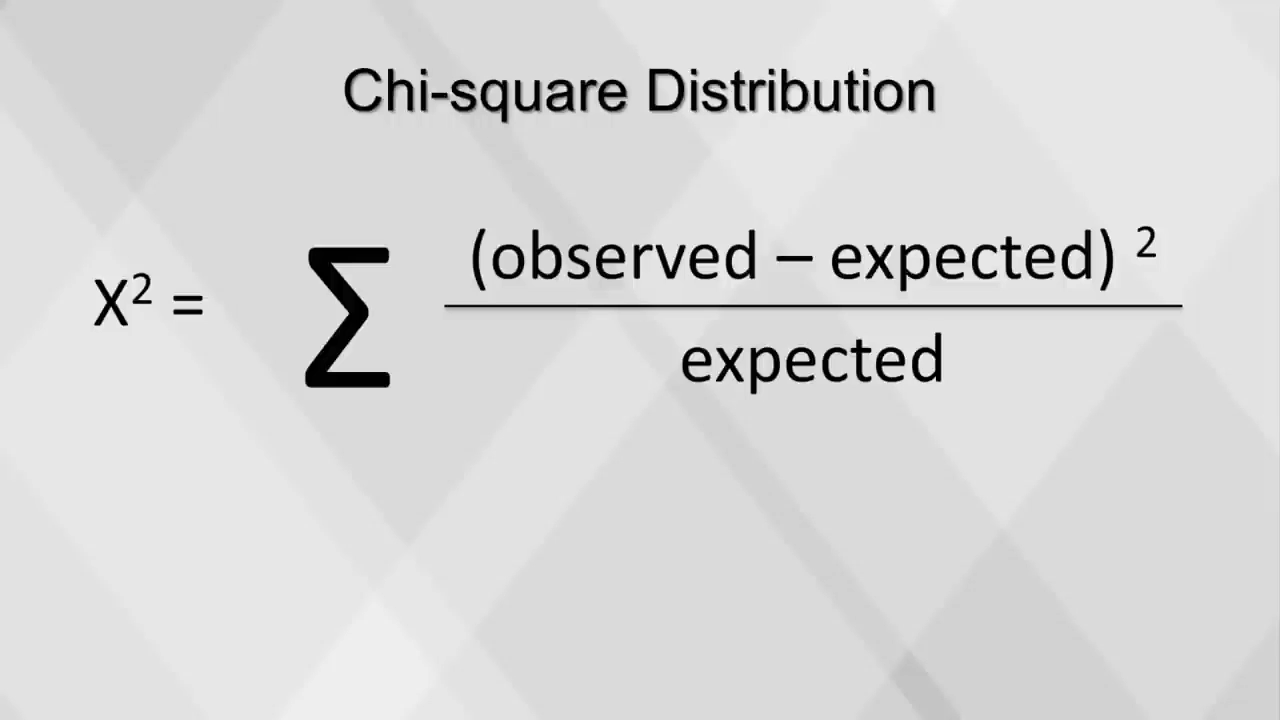 Chi-square Distribution
X² = ∑ (observed – expected) ²
expected